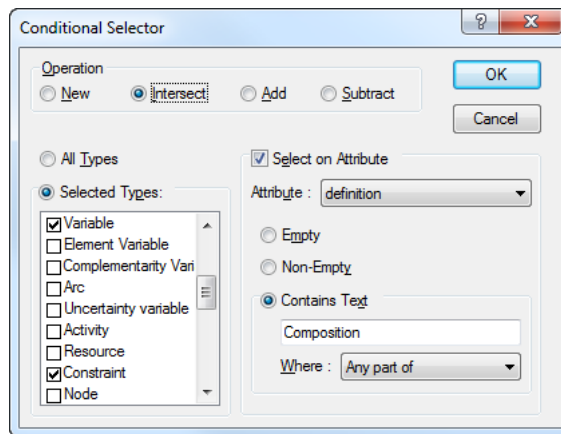 Conditional Selector
?
X
Operation
New
Intersect
Add
Subtract
OK
Cancel
All Types
Selected Types:
Variable
Element Variable
Complementarity Vari
Arc
Uncertainty variable
Activity
Resource
Constraint
Node
Select on Attribute
Attribute : definition
Empty
Non-Empty
Contains Text
Composition
Where : Any part of